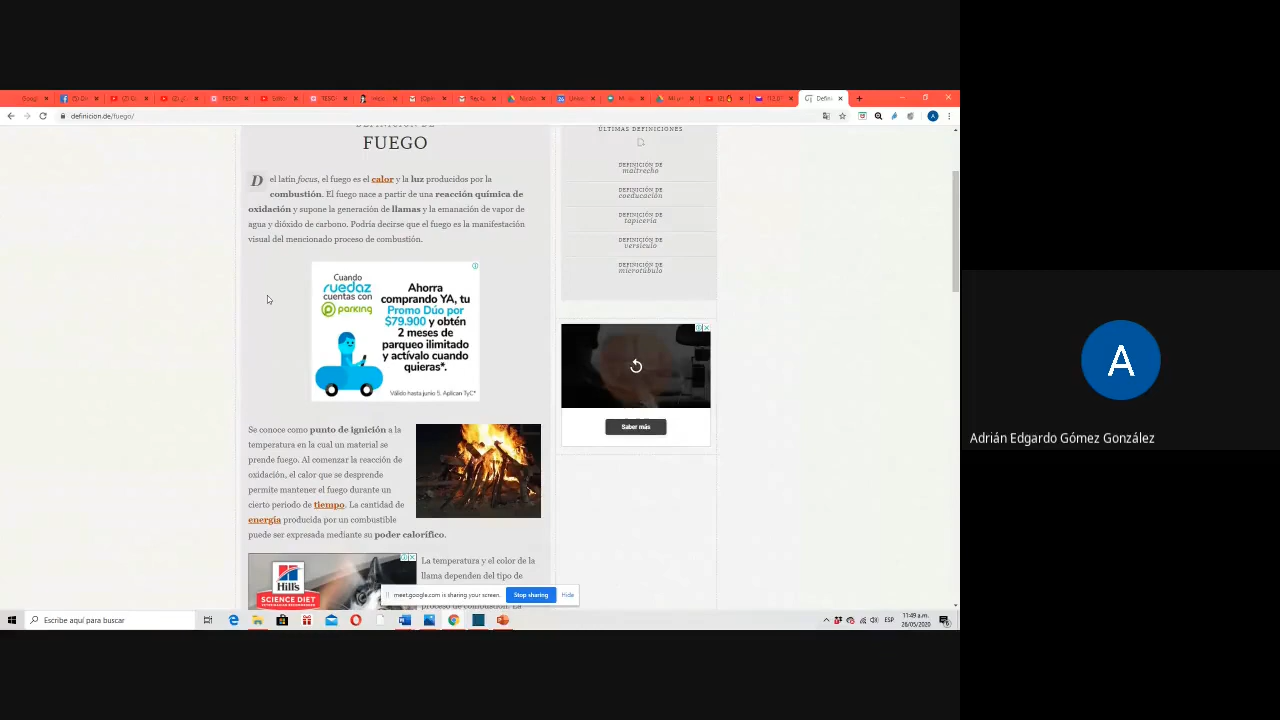 definicion.de/fuego/
FUEGO
Del latín focus, el fuego es el calor y la luz producidos por la
combustión. El fuego nace a partir de una reacción química de
oxidación y supone la generación de llamas y la emanación de vapor de
agua y dióxido de carbono. Podría decirse que el fuego es la manifestación
visual del mencionado proceso de combustión.
Cuando
ruedaz
cuentas con
parking
Ahorra
comprando YA, tu
Promo Dúo por
$79.900 y obtén
2 meses de
parqueo ilimitado
y actívalo cuando
quieras*.
Válido hasta junio 5. Aplican TyC*
Se conoce como punto de ignición a la
temperatura en la cual un material se
prende fuego. Al comenzar la reacción de
oxidación, el calor que se desprende
permite mantener el fuego durante un
cierto periodo de tiempo. La cantidad de
energía producida por un combustible
puede ser expresada mediante su poder calorífico.
Hill's
SCIENCE DIET
La temperatura y el color de la
llama dependen del tipo de
ÚLTIMAS DEFINICIONES
DEFINICIÓN DE
maltrecho
DEFINICIÓN DE
coeducación
DEFINICIÓN DE
tapicería
DEFINICIÓN DE
versículo
DEFINICIÓN DE
microtúbulo
Saber más
meet.google.com is sharing your screen.
Stop sharing
Hide
Escribe aquí para buscar
ESP
11:49 a.m.
26/05/2020
A
Adrián Edgardo Gómez González